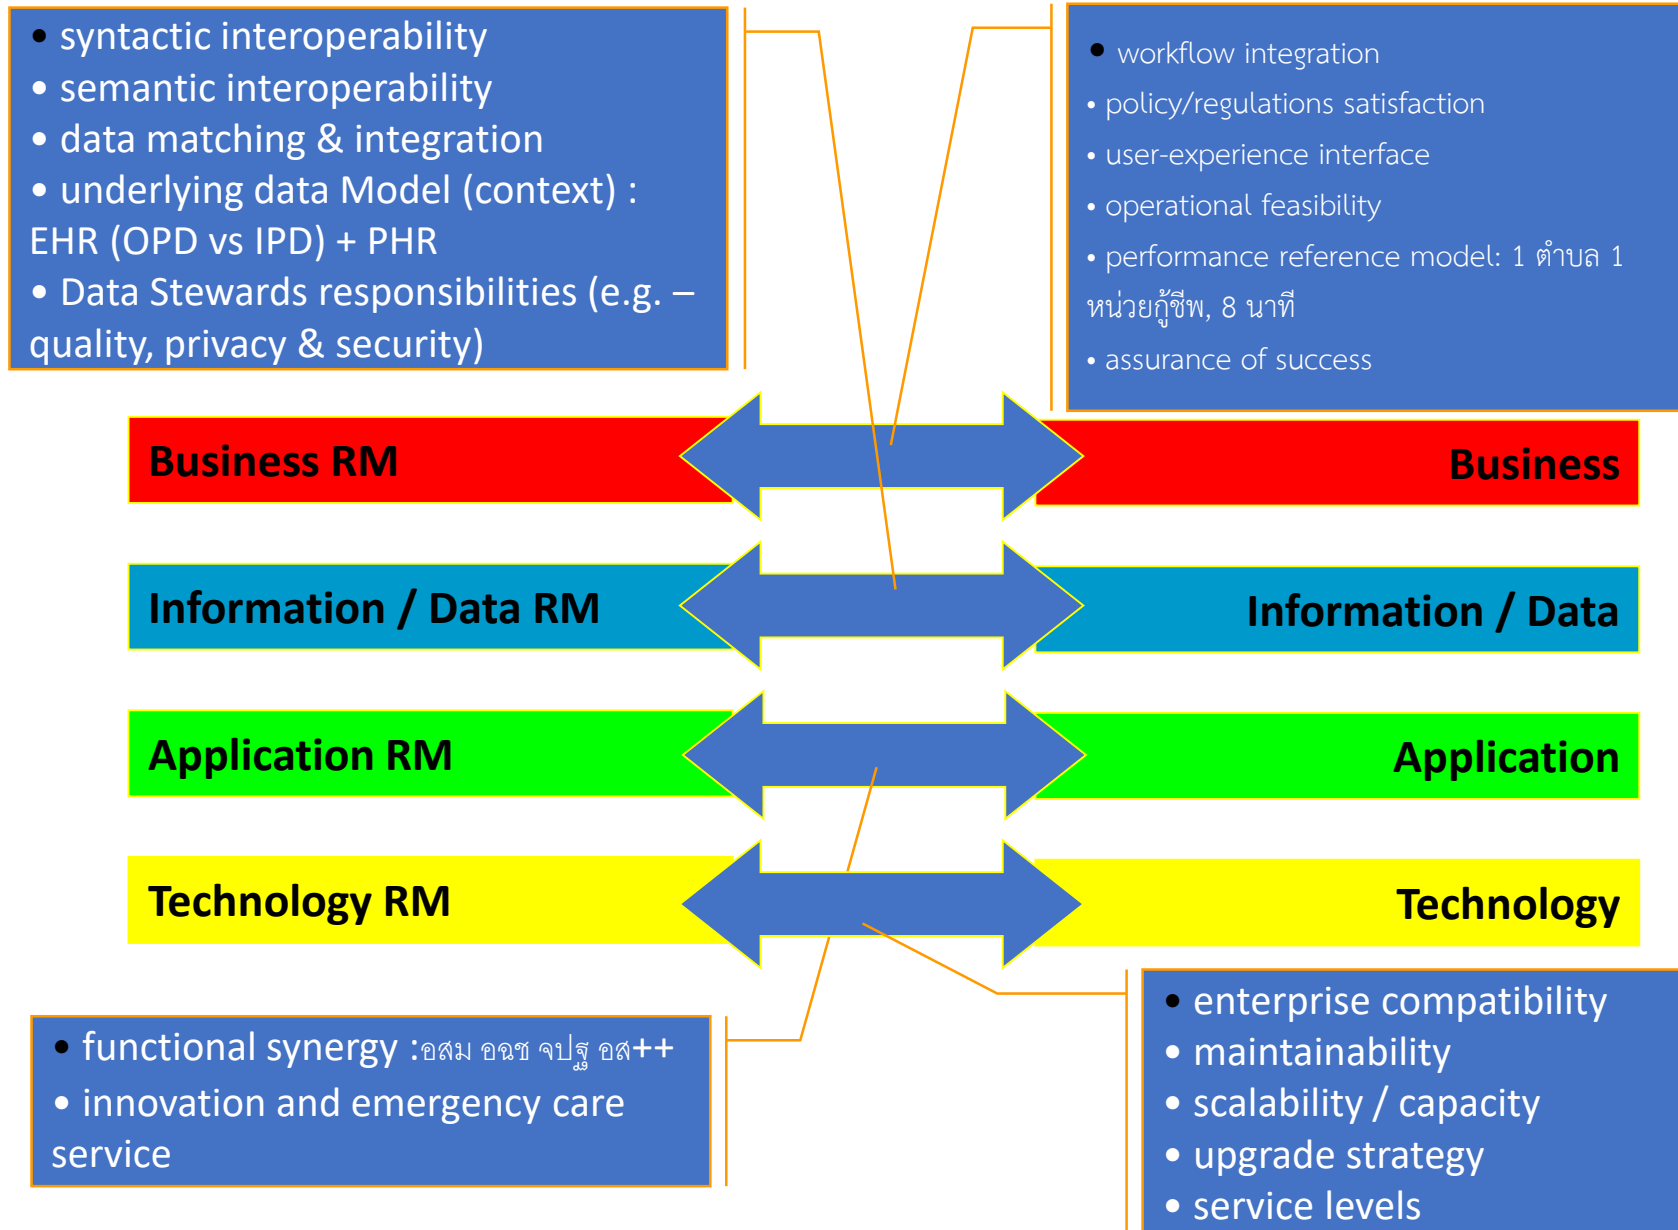 • syntactic interoperability
• semantic interoperability
• data matching & integration
• underlying data Model (context) :
EHR (OPD vs IPD) + PHR
• Data Stewards responsibilities (e.g. –
quality, privacy & security)
• workflow integration
• policy/regulations satisfaction
• user-experience interface
• operational feasibility
• performance reference model: 1 ตำบล 1
หน่วยกู้ชีพ, 8 นาที
• assurance of success
Business RM
Business
Information / Data RM
Information / Data
Application RM
Application
Technology RM
Technology
• functional synergy :อสม อฉช จปฐ อส++
• innovation and emergency care
service
• enterprise compatibility
• maintainability
• scalability / capacity
• upgrade strategy
• service levels